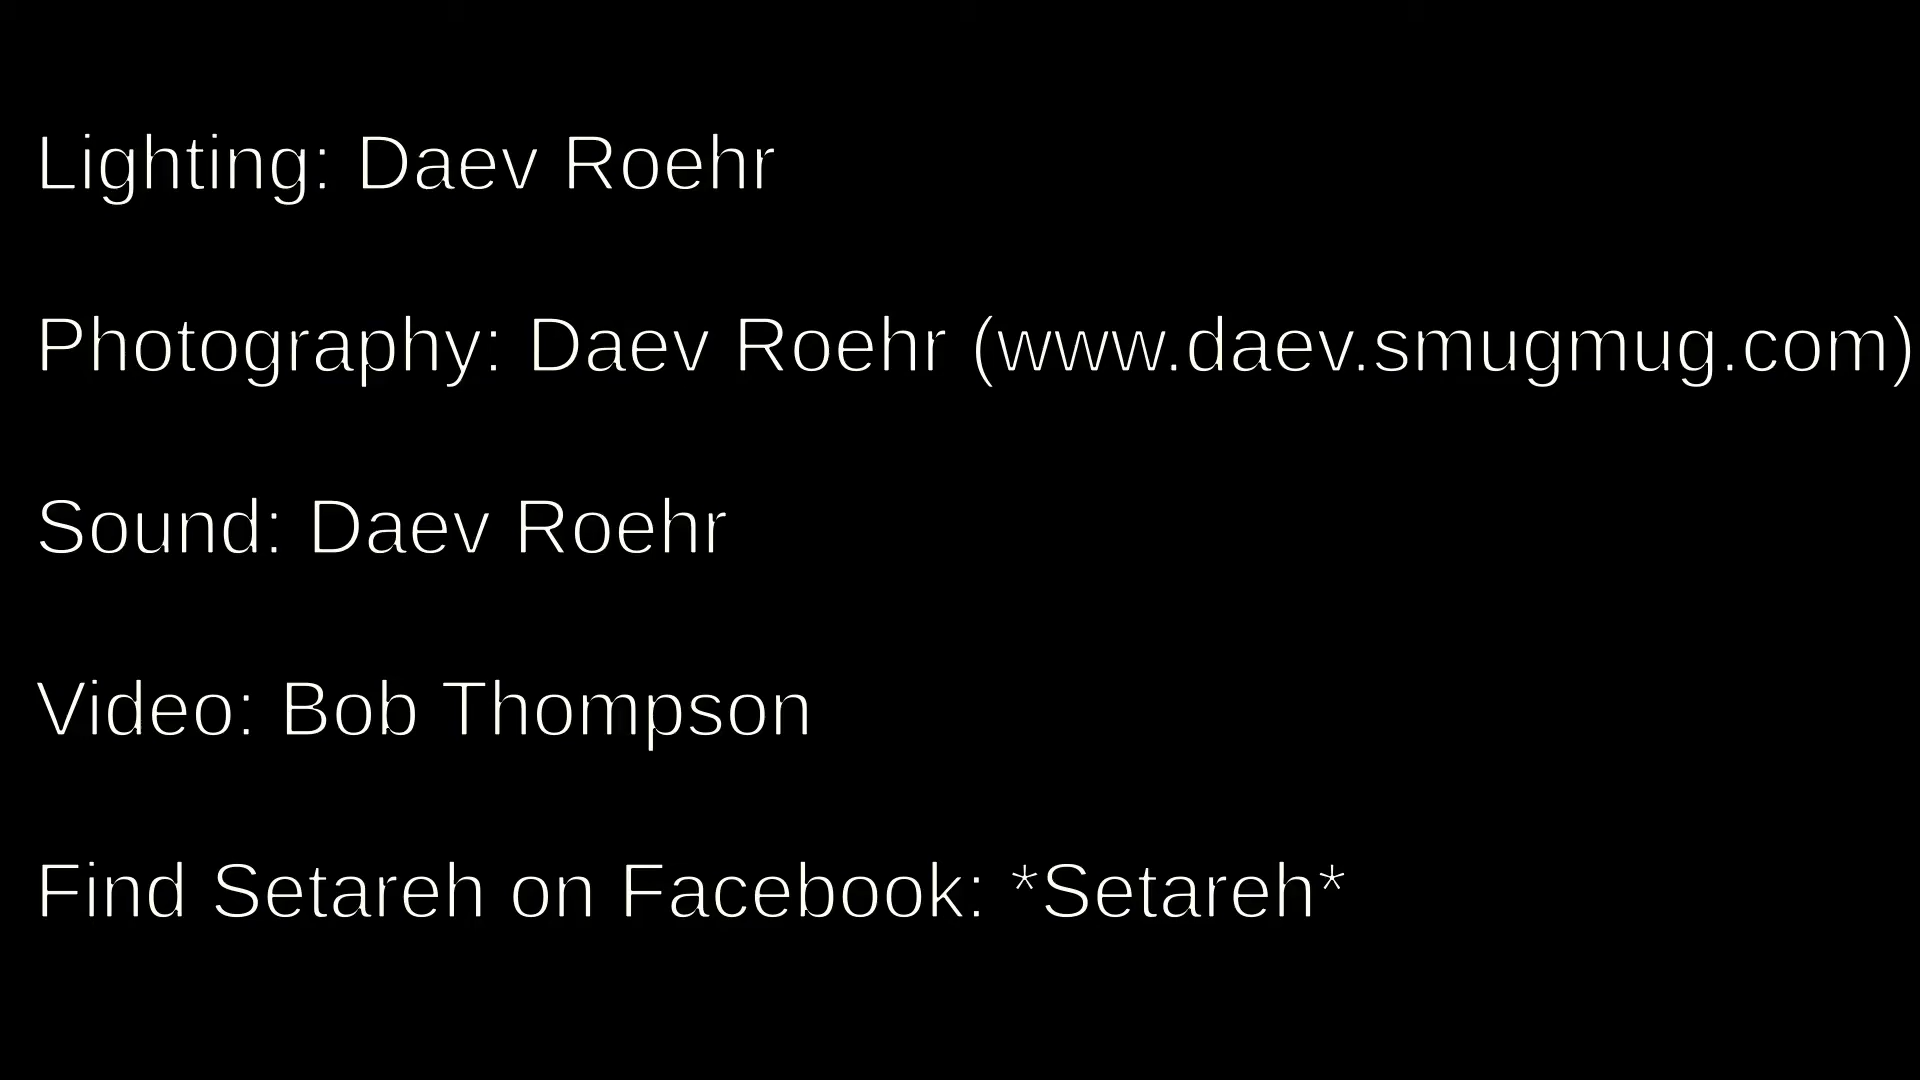 Lighting: Daev Roehr
Photography: Daev Roehr (www.daev.smugmug.com)
Sound: Daev Roehr
Video: Bob Thompson
Find Setareh on Facebook: *Setareh*